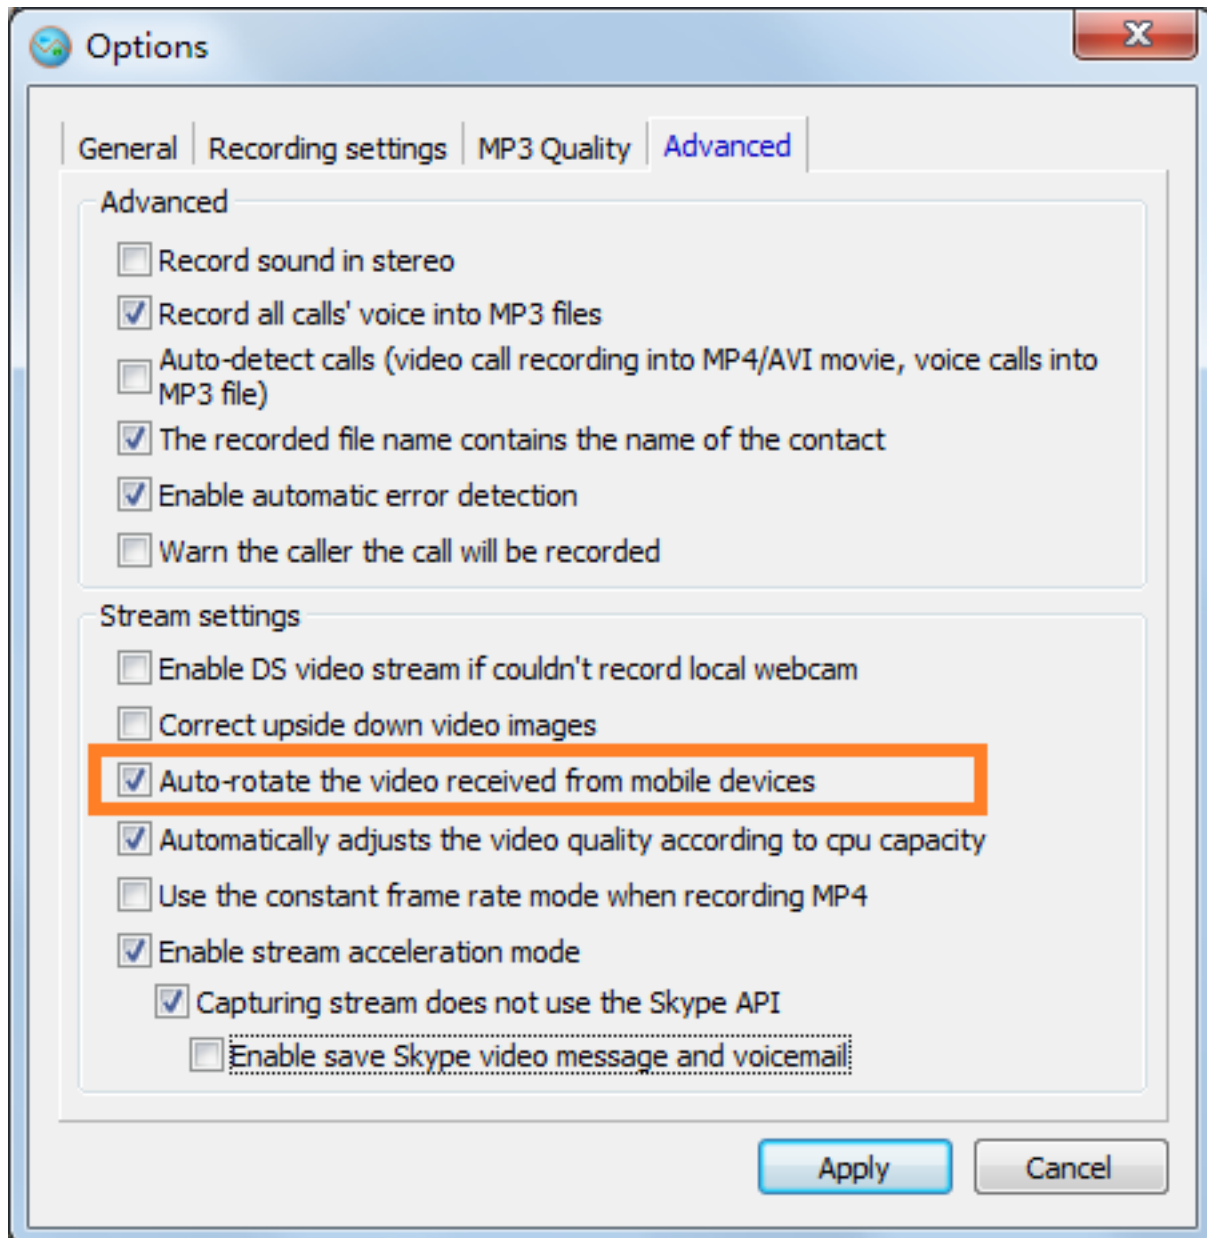 Options
General
Recording settings
MP3 Quality
Advanced
Advanced
Record sound in stereo
Record all calls' voice into MP3 files
Auto-detect calls (video call recording into MP4/AVI movie, voice calls into
MP3 file)
The recorded file name contains the name of the contact
Enable automatic error detection
Warn the caller the call will be recorded
Stream settings
Enable DS video stream if couldn't record local webcam
Correct upside down video images
Auto-rotate the video received from mobile devices
Automatically adjusts the video quality according to cpu capacity
Use the constant frame rate mode when recording MP4
Enable stream acceleration mode
Capturing stream does not use the Skype API
Enable save Skype video message and voicemail
Apply
Cancel